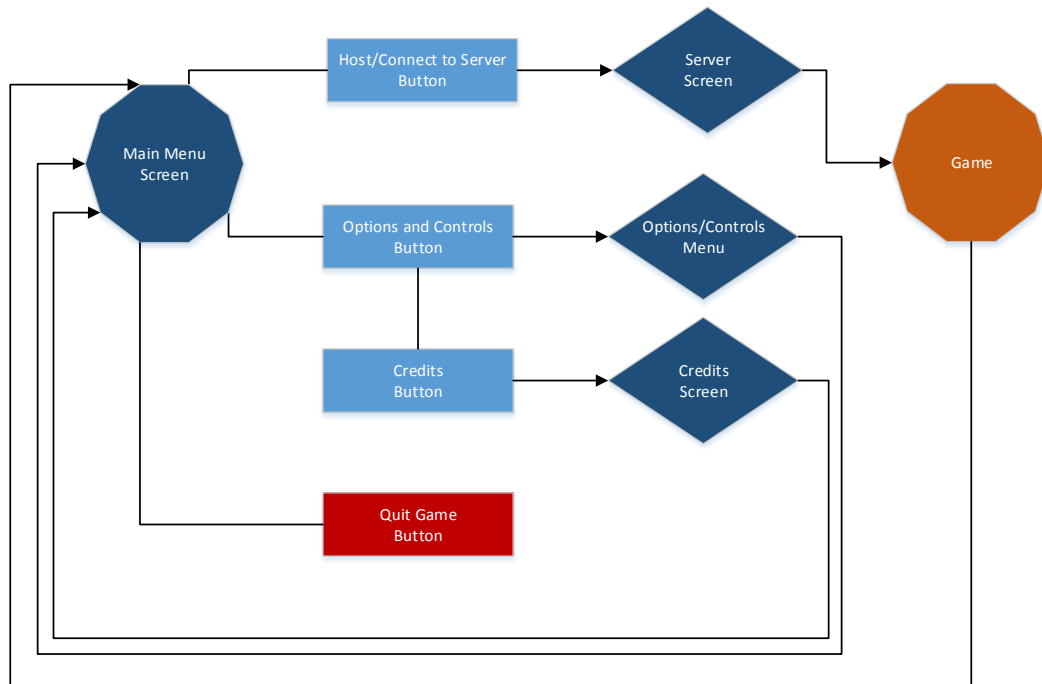 Host/Connect to Server
Button
Server
Screen
Main Menu
Screen
Game
Options and Controls
Button
Options/Controls
Menu
Credits
Button
Credits
Screen
Quit Game
Button